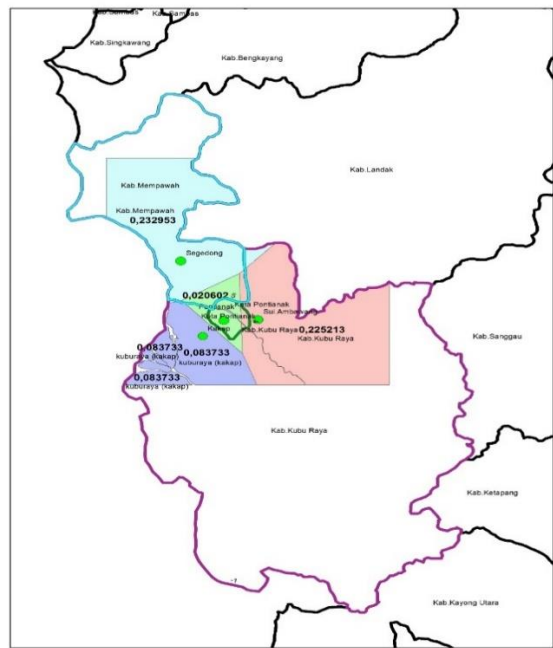 Kab.Sambas
Kab.Singkawang
Kab.Bengkayang
Kab.Landak
Kab.Mempawah
Kab.Mempawah
0,232953
Segedong
0,020602
Pontianak
Kota Pontianak
Kota Pontianak
Sui Ambawang
Kakap
Kab.Kubu Raya
0,225213
Kab.Kubu Raya
0,083733
kuburaya (kakap)
0,083733
kuburaya (kakap)
0,083733
kuburaya (kakap)
Kab.Sanggau
Kab.Kubu Raya
Kab.Ketapang
Kab.Kayong Utara